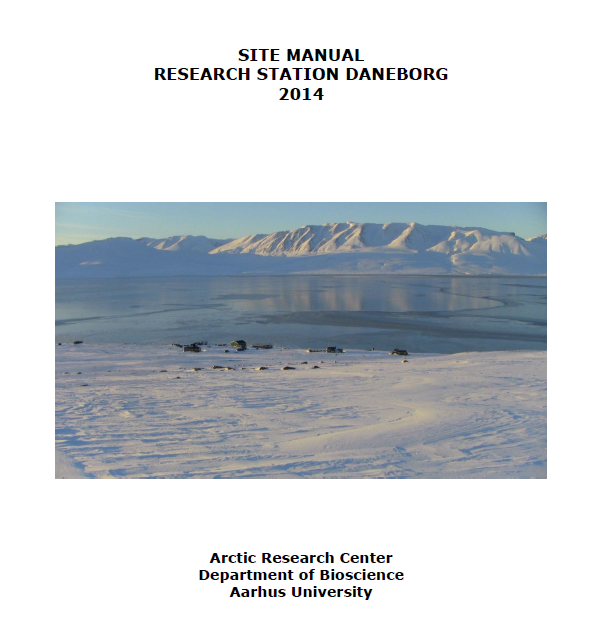 SITE MANUAL
RESEARCH STATION DANEBORG
2014
Arctic Research Center
Department of Bioscience
Aarhus University